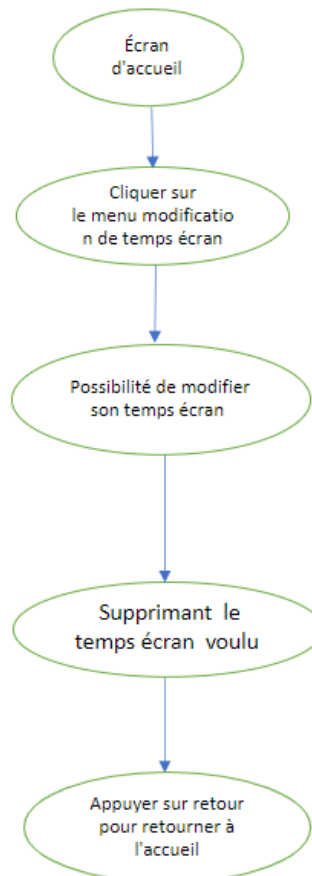 Écran
d'accueil
Cliquer sur
le menu modificatio
n de temps écran
Possibilité de modifier
son temps écran
Supprimant le
temps écran voulu
Appuyer sur retour
pour retourner à
l'accueil